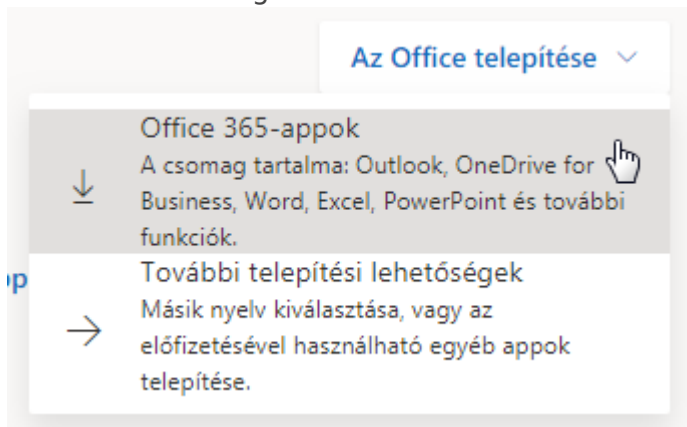 Az Office telepítése
Office 365-appok
A csomag tartalma: Outlook, OneDrive for
Business, Word, Excel, PowerPoint és további
funkciók.
További telepítési lehetőségek
Másik nyelv kiválasztása, vagy az
előfizetésével használható egyéb appok
telepítése.